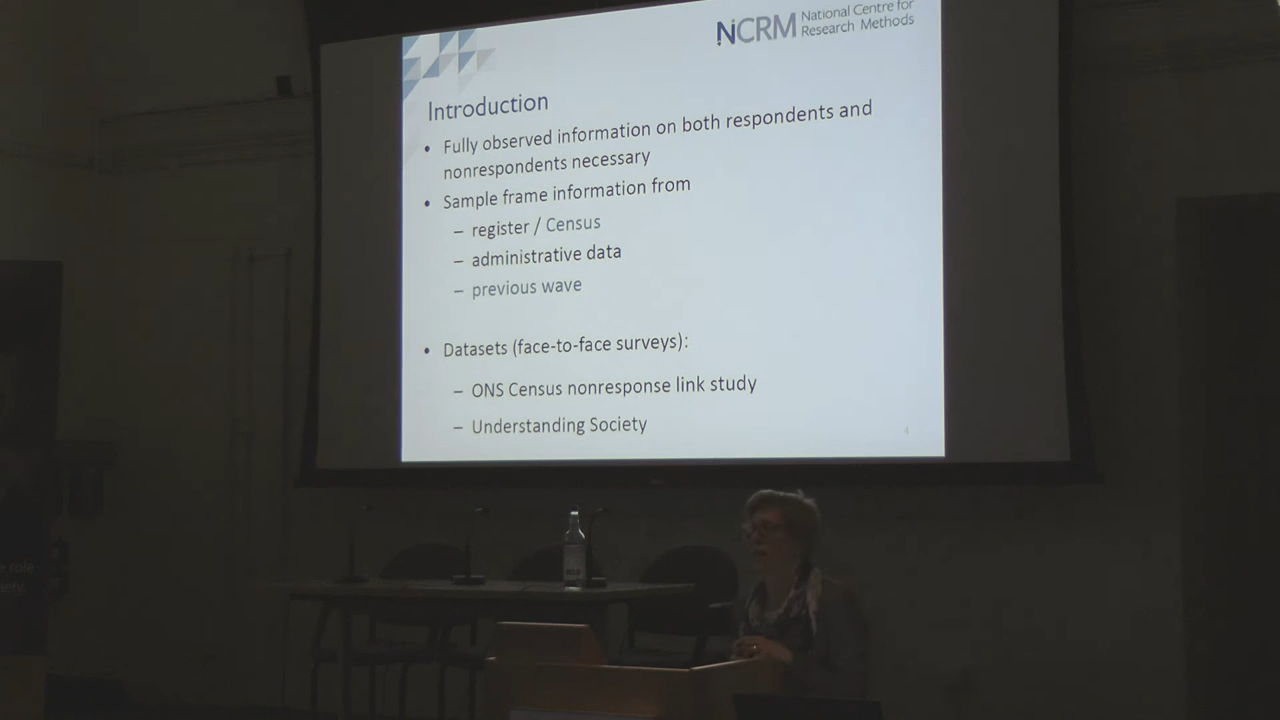 NCRM National Centre for
Research Methods
Introduction
• Fully observed information on both respondents and
nonrespondents necessary
• Sample frame information from
– register / Census
– administrative data
– previous wave
• Datasets (face-to-face surveys):
– ONS Census nonresponse link study
– Understanding Society
4
role